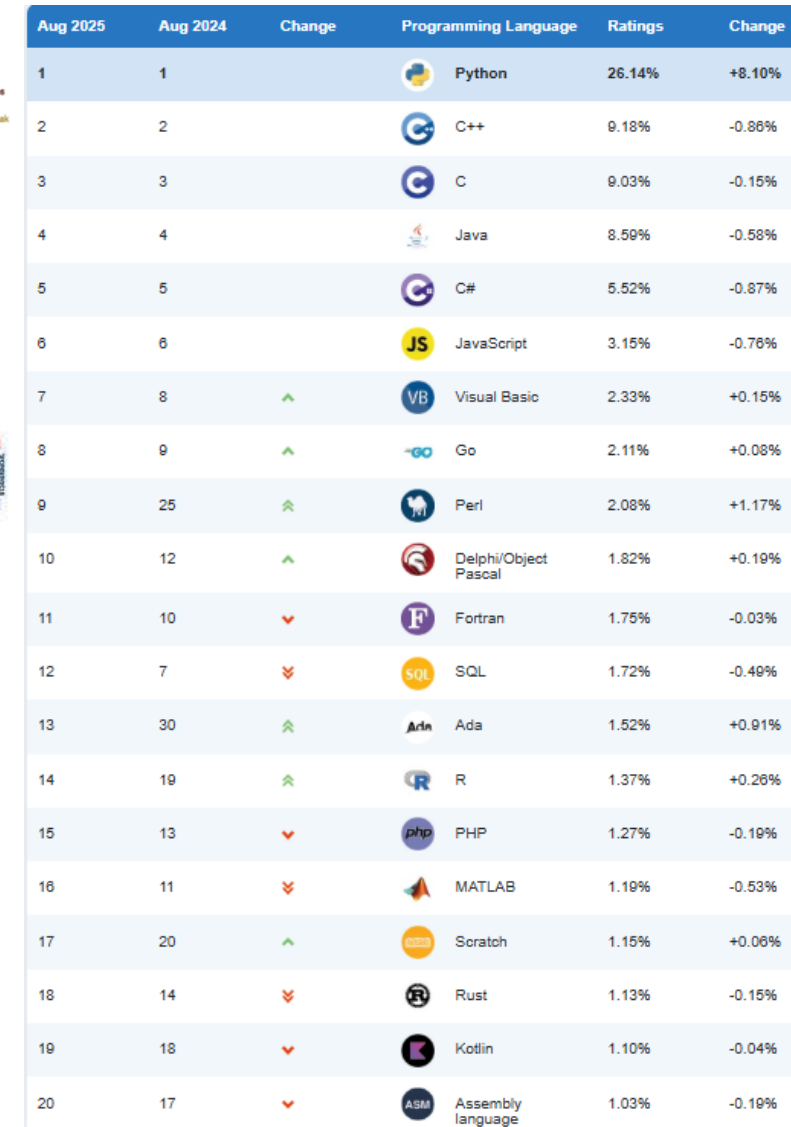 Aug 2025 Aug 2024 Change Programming Language Ratings Change
1 1 Python 26.14% +8.10%
2 2 C++ 9.18% -0.86%
3 3 C 9.03% -0.15%
4 4 Java 8.59% -0.58%
5 5 C# 5.52% -0.87%
6 6 JS JavaScript 3.15% -0.76%
7 8 VB Visual Basic 2.33% +0.15%
8 9 GO Go 2.11% +0.08%
9 25 Perl 2.08% +1.17%
10 12 Delphi/Object Pascal 1.82% +0.19%
11 10 F Fortran 1.75% -0.03%
12 7 SQL SQL 1.72% -0.49%
13 30 Ada Ada 1.52% +0.91%
14 19 R R 1.37% +0.26%
15 13 php PHP 1.27% -0.19%
16 11 MATLAB 1.19% -0.53%
17 20 Scratch 1.15% +0.06%
18 14 R Rust 1.13% -0.15%
19 18 Kotlin 1.10% -0.04%
20 17 ASM Assembly language 1.03% -0.19%